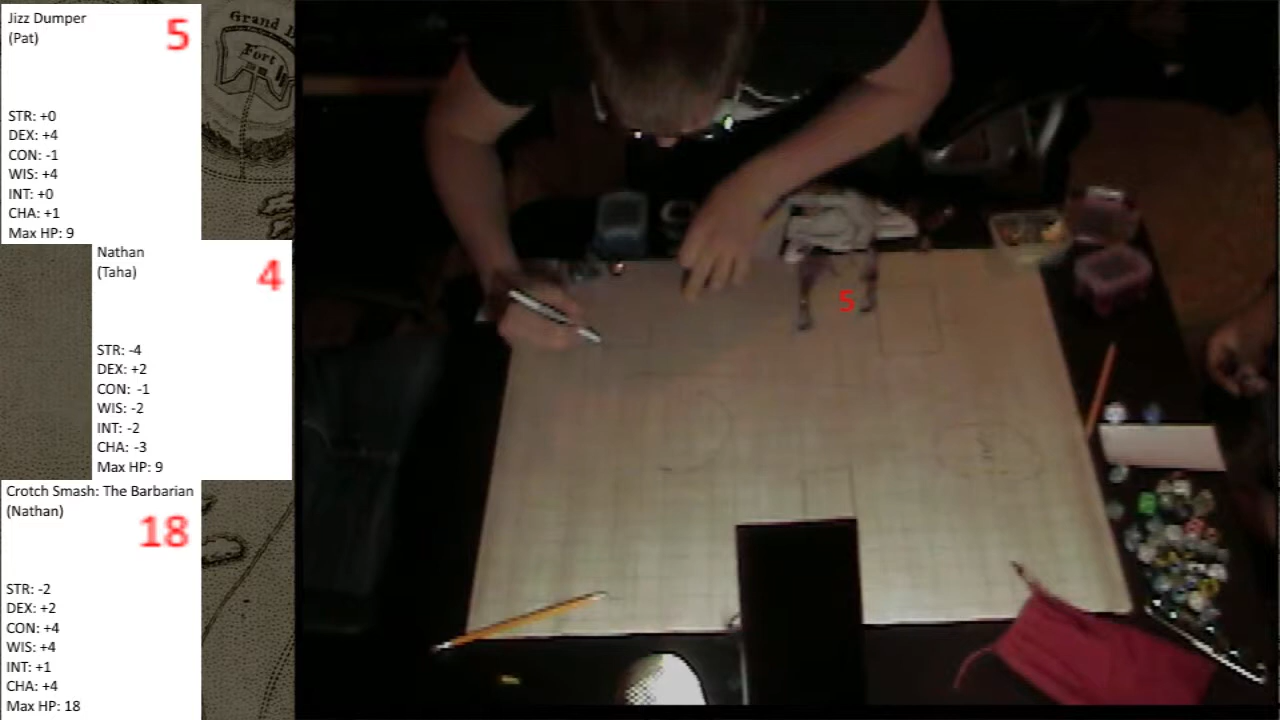 Jizz Dumper
(Pat)
5
STR: +0
DEX: +4
CON: -1
WIS: +4
INT: +0
CHA: +1
Max HP: 9
Grand
Fort W
Nathan
(Taha)
4
STR: -4
DEX: +2
CON: -1
WIS: -2
INT: -2
CHA: -3
Max HP: 9
Crotch Smash: The Barbarian
(Nathan)
18
STR: -2
DEX: +2
CON: +4
WIS: +4
INT: +1
CHA: +4
Max HP: 18
5